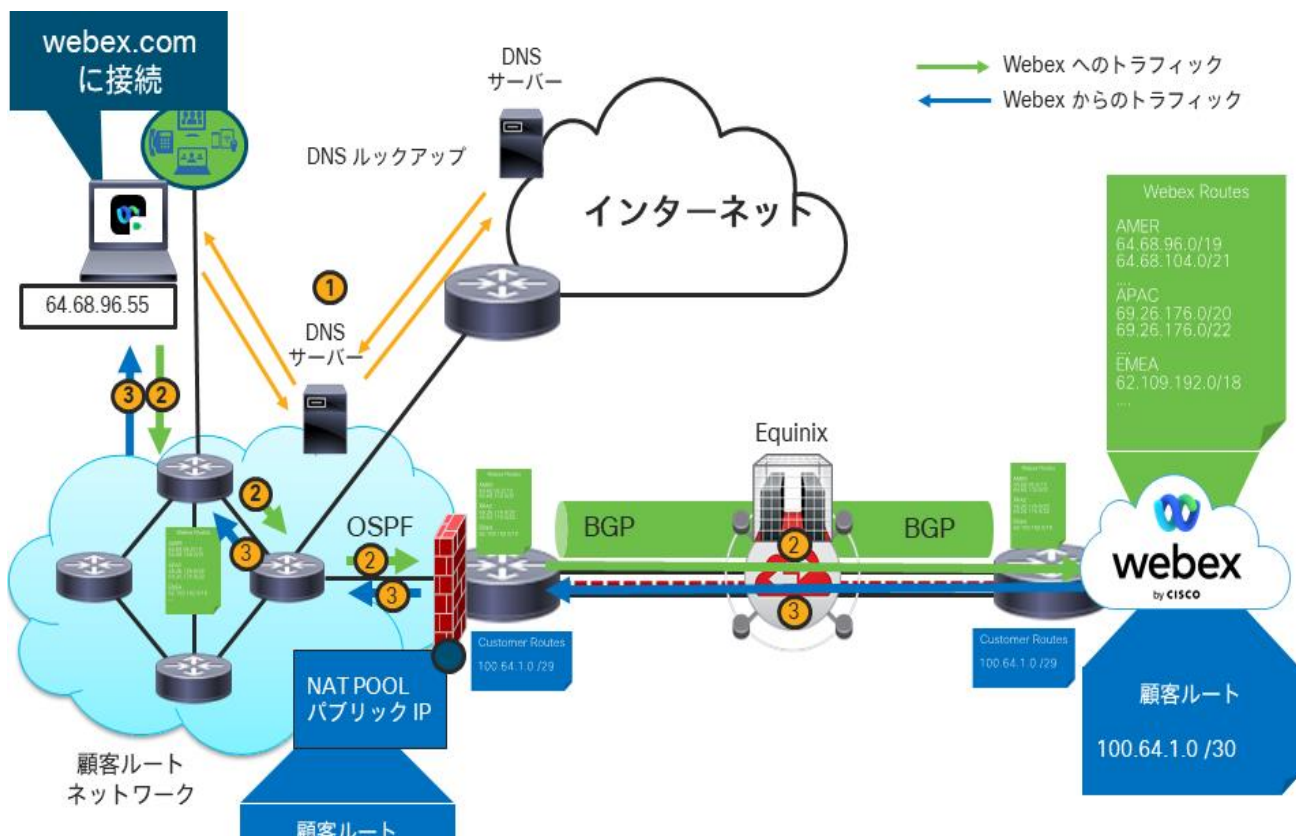 webex.com
に接続
DNS
サーバー
Webex へのトラフィック
Webex からのトラフィック
DNS ルックアップ
インターネット
Webex Routes
AMER
64.68.96.0/19
64.68.104.0/21
....
APAC
69.26.176.0/20
69.26.176.0/22
....
EMEA
62.109.192.0/18
....
64.68.96.55
1
DNS
サーバー
3
2
Equinix
2
3
OSPF
2
3
BGP
BGP
2
3
webex
by CISCO
Customer Routes
100.64.1.0 /29
Customer Routes
100.64.1.0 /29
NAT POOL
パブリック IP
顧客ルート
100.64.1.0 /30
顧客ルート
ネットワーク
顧客ルート